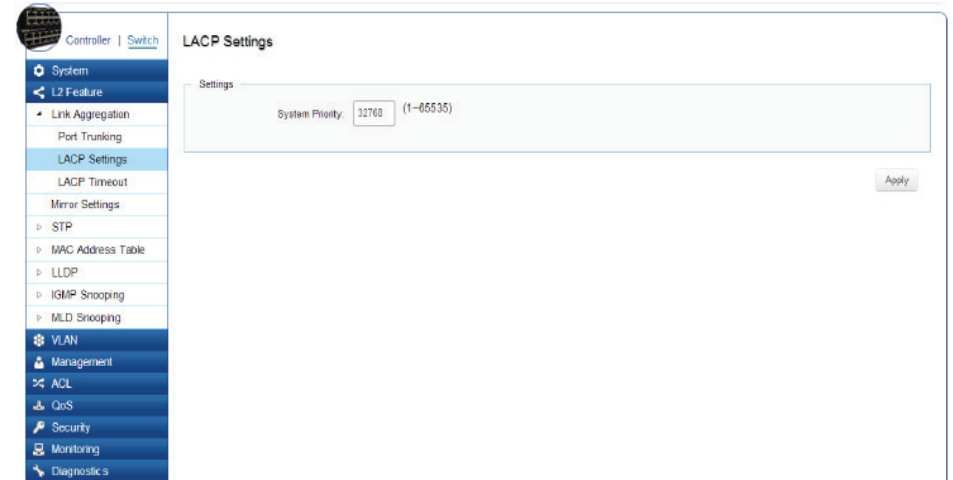 Controller | Switch
LACP Settings
System
L2 Feature
Link Aggregation
Port Trunking
LACP Settings
LACP Timeout
Mirror Settings
STP
MAC Address Table
LLDP
IGMP Snooping
MLD Snooping
VLAN
Management
ACL
QoS
Security
Monitoring
Diagnostics
Settings
System Priority: 32768 (1-65535)
Apply